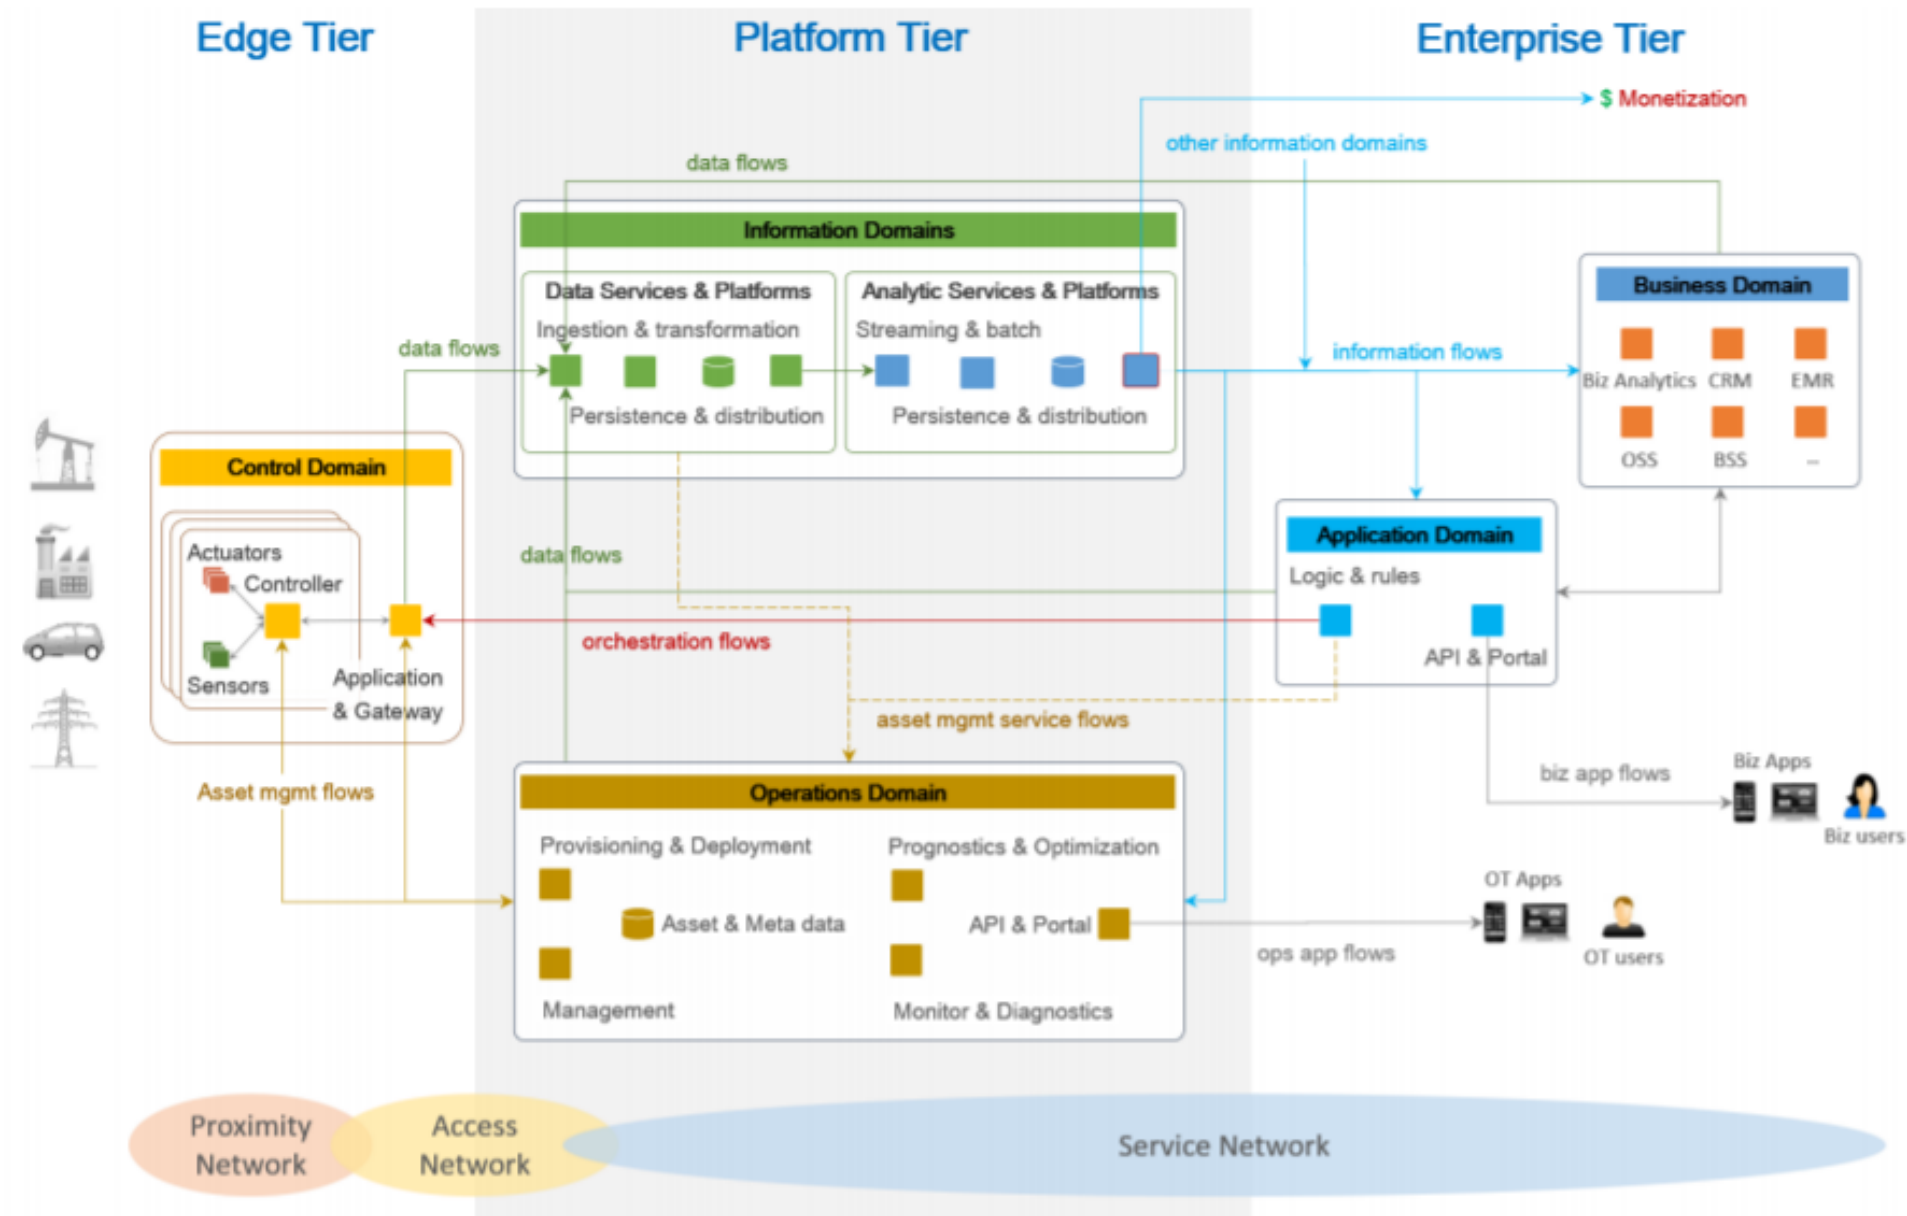 Edge Tier
Platform Tier
Enterprise Tier
$ Monetization
other information domains
data flows
Information Domains
Data Services & Platforms
Ingestion & transformation
Persistence & distribution
Analytic Services & Platforms
Streaming & batch
Persistence & distribution
data flows
information flows
Business Domain
Biz Analytics
CRM
EMR
OSS
BSS
--
Control Domain
Actuators
Controller
Sensors
Application
& Gateway
data flows
Application Domain
Logic & rules
API & Portal
orchestration flows
asset mgmt service flows
Asset mgmt flows
Operations Domain
Provisioning & Deployment
Prognostics & Optimization
Asset & Meta data
API & Portal
Management
Monitor & Diagnostics
biz app flows
Biz Apps
Biz users
OT Apps
ops app flows
OT users
Proximity
Network
Access
Network
Service Network